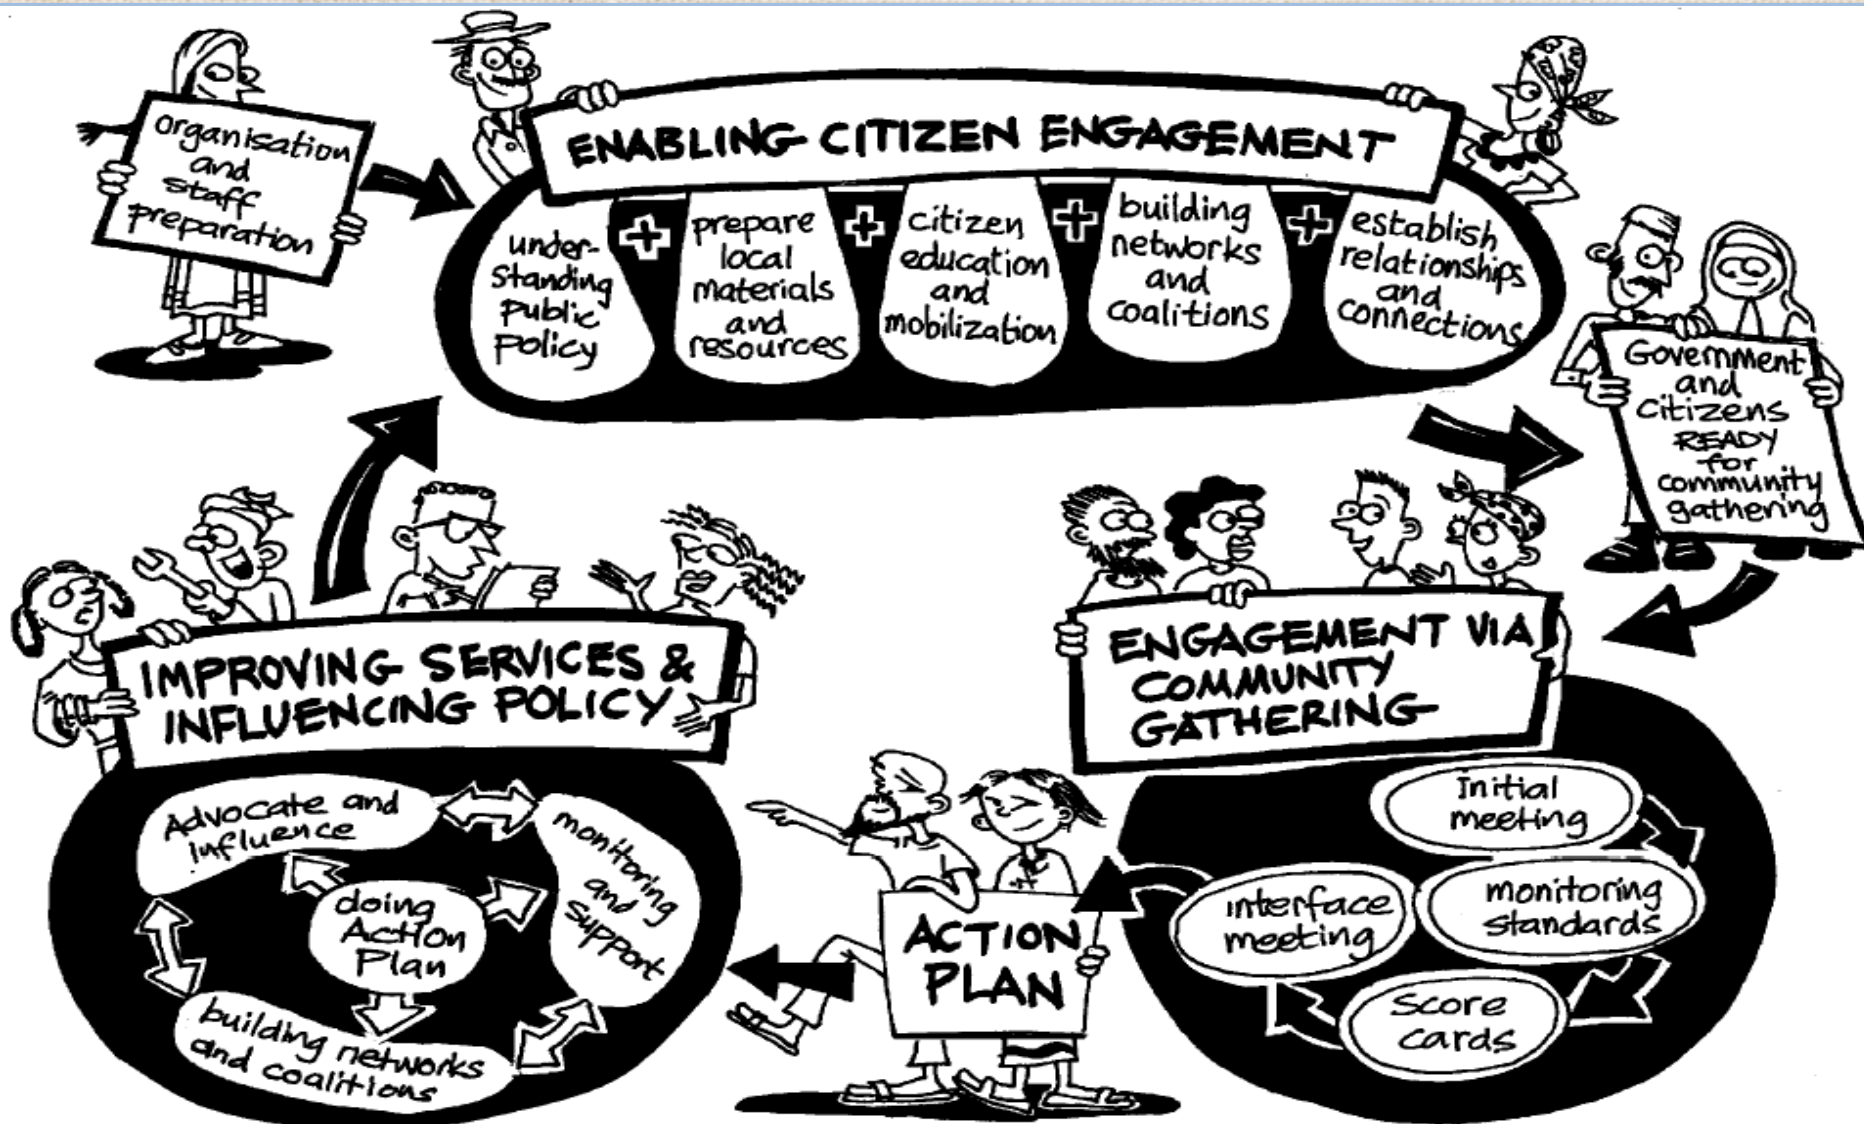 Organisation
and
staff
preparation
ENABLING CITIZEN ENGAGEMENT
under-
standing
public
policy
prepare
local
materials
and
resources
citizen
education
and
mobilization
building
networks
and
coalitions
establish
relationships
and
connections
Government
and
citizens
READY
for
community
gathering
ENGAGEMENT VIA
COMMUNITY
GATHERING
Initial
meeting
monitoring
standards
Score
cards
interface
meeting
ACTION
PLAN
IMPROVING SERVICES &
INFLUENCING POLICY
Advocate and
influence
monitoring
and
support
doing
Action
Plan
building networks
and coalitions